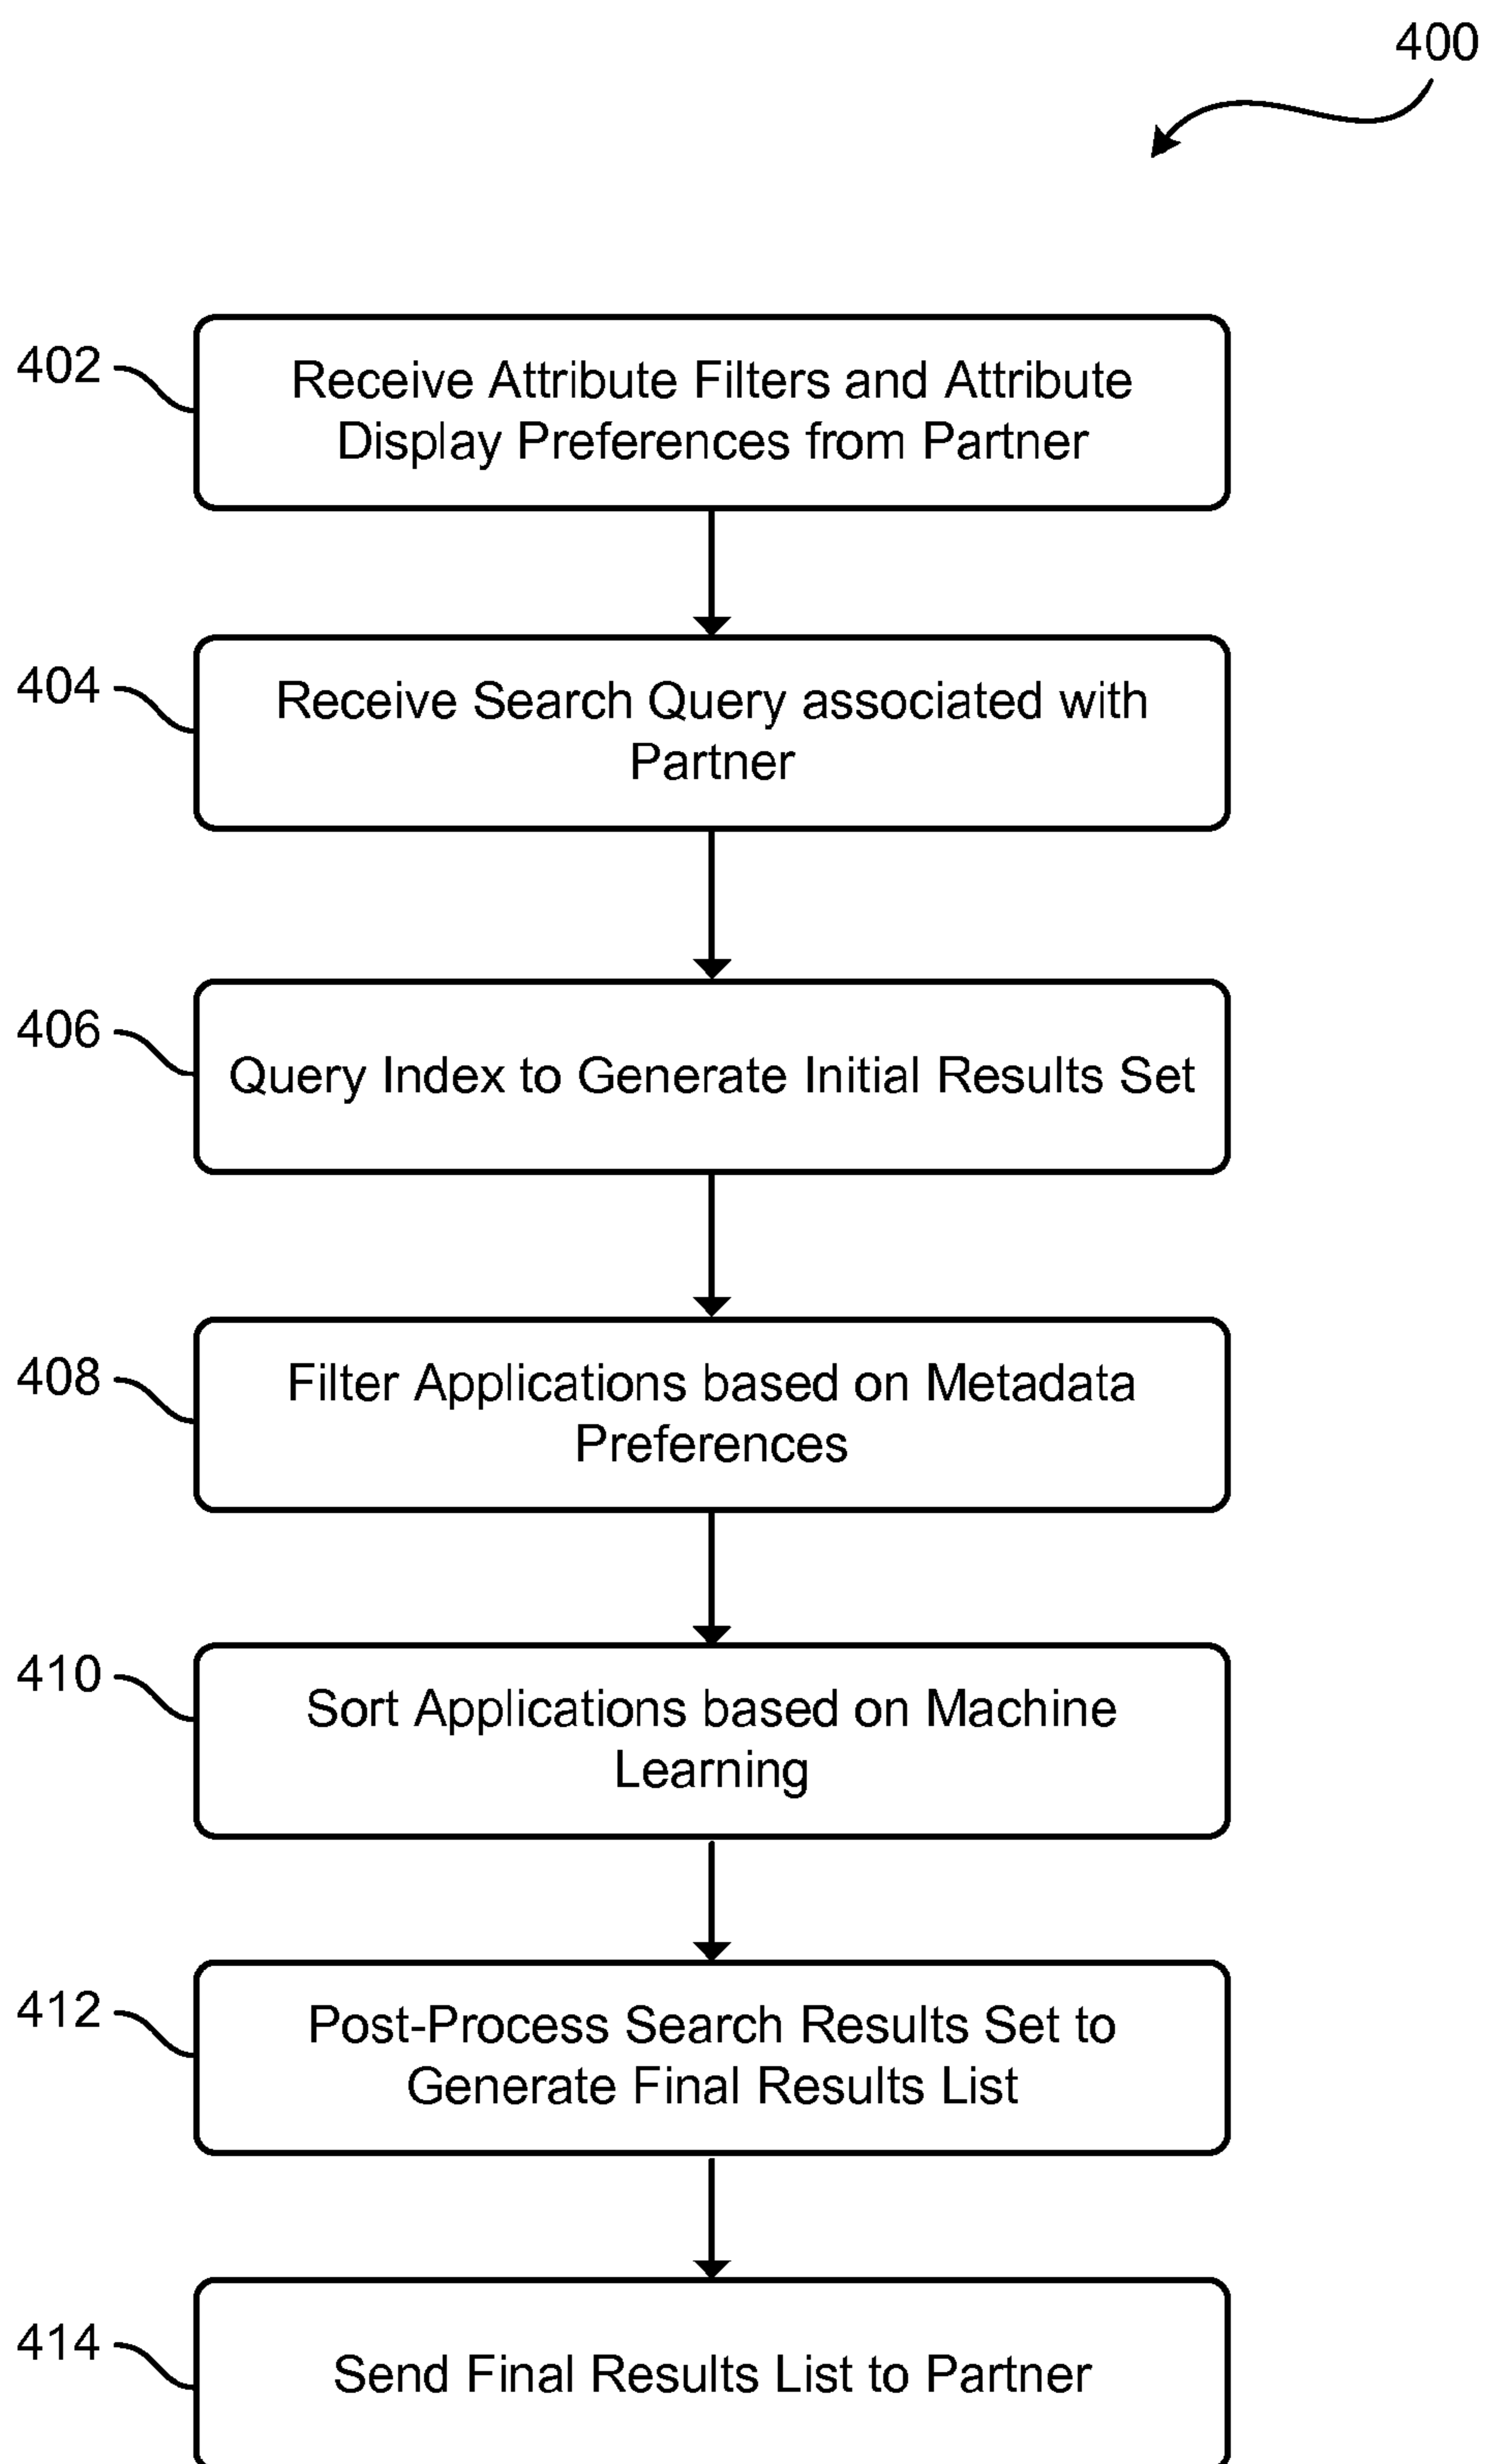 400
402
Receive Attribute Filters and Attribute
Display Preferences from Partner
404
Receive Search Query associated with
Partner
406
Query Index to Generate Initial Results Set
408
Filter Applications based on Metadata
Preferences
410
Sort Applications based on Machine
Learning
412
Post-Process Search Results Set to
Generate Final Results List
414
Send Final Results List to Partner